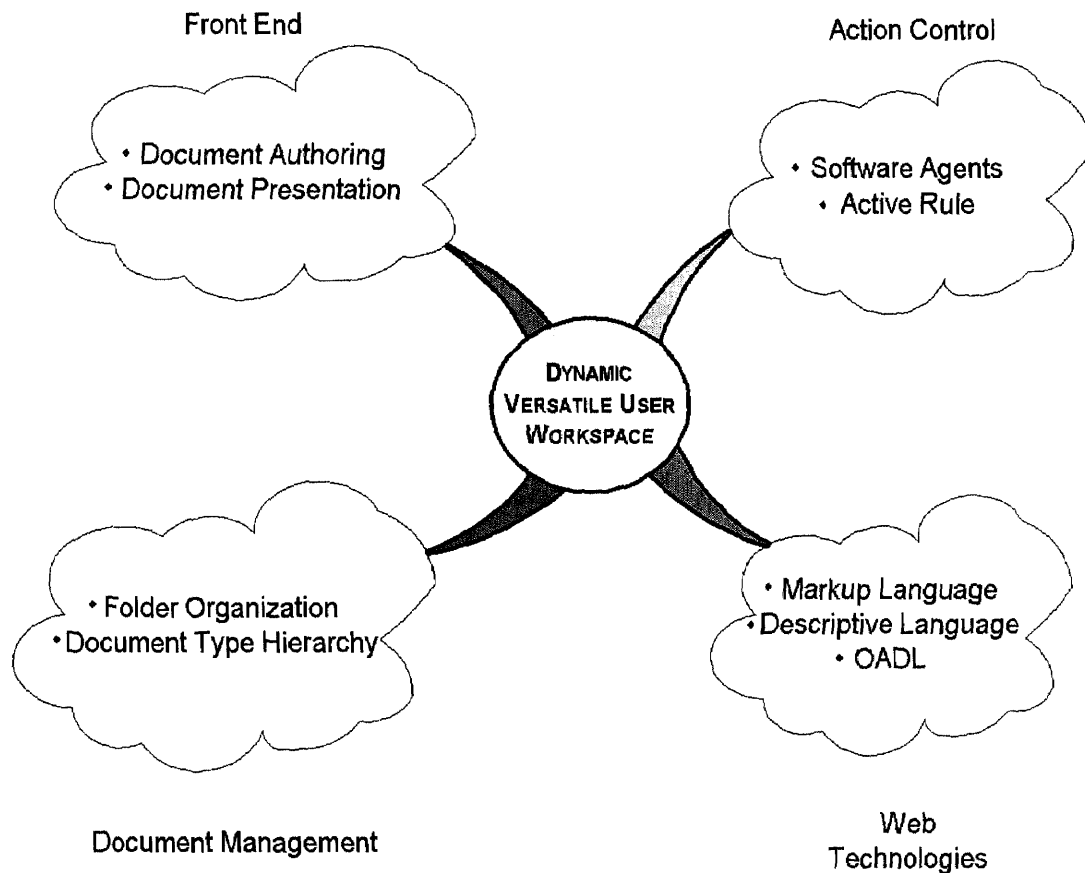 Front End
• Document Authoring
• Document Presentation
Action Control
• Software Agents
• Active Rule
DYNAMIC
VERSATILE USER
WORKSPACE
• Folder Organization
• Document Type Hierarchy
Document Management
• Markup Language
• Descriptive Language
• OADL
Web
Technologies